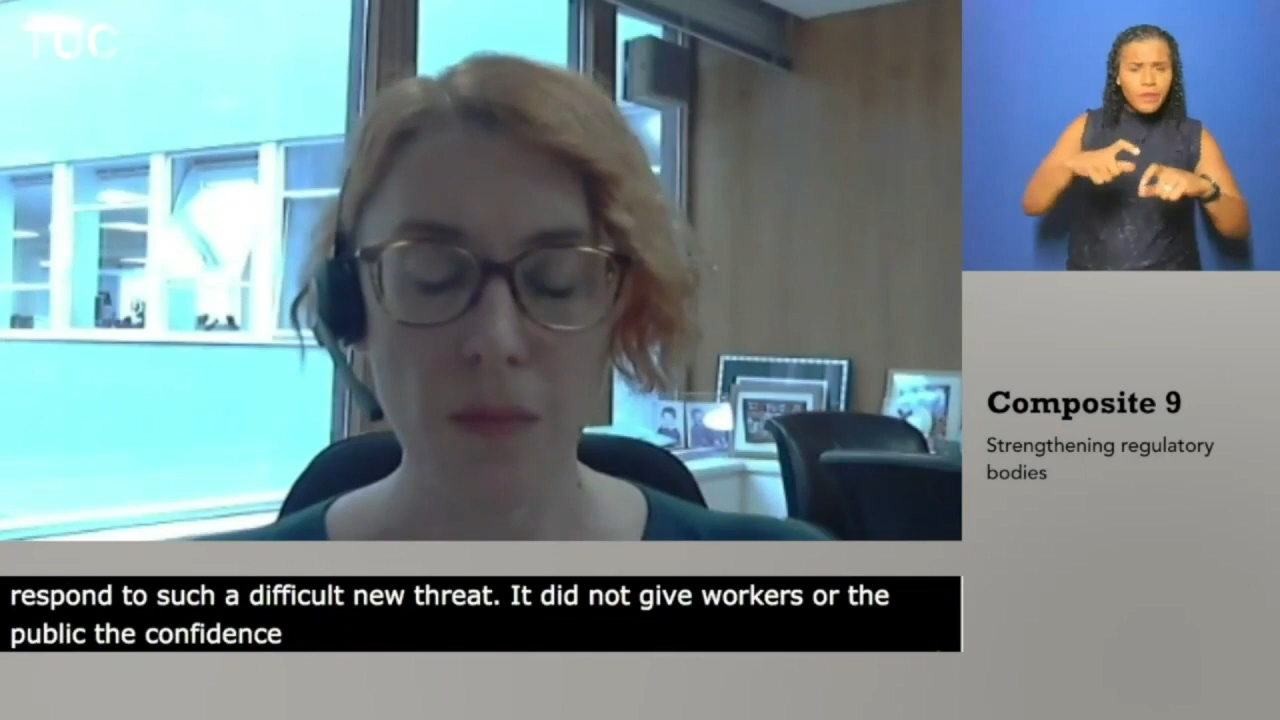 TUC
Composite 9
Strengthening regulatory
bodies
respond to such a difficult new threat. It did not give workers or the
public the confidence